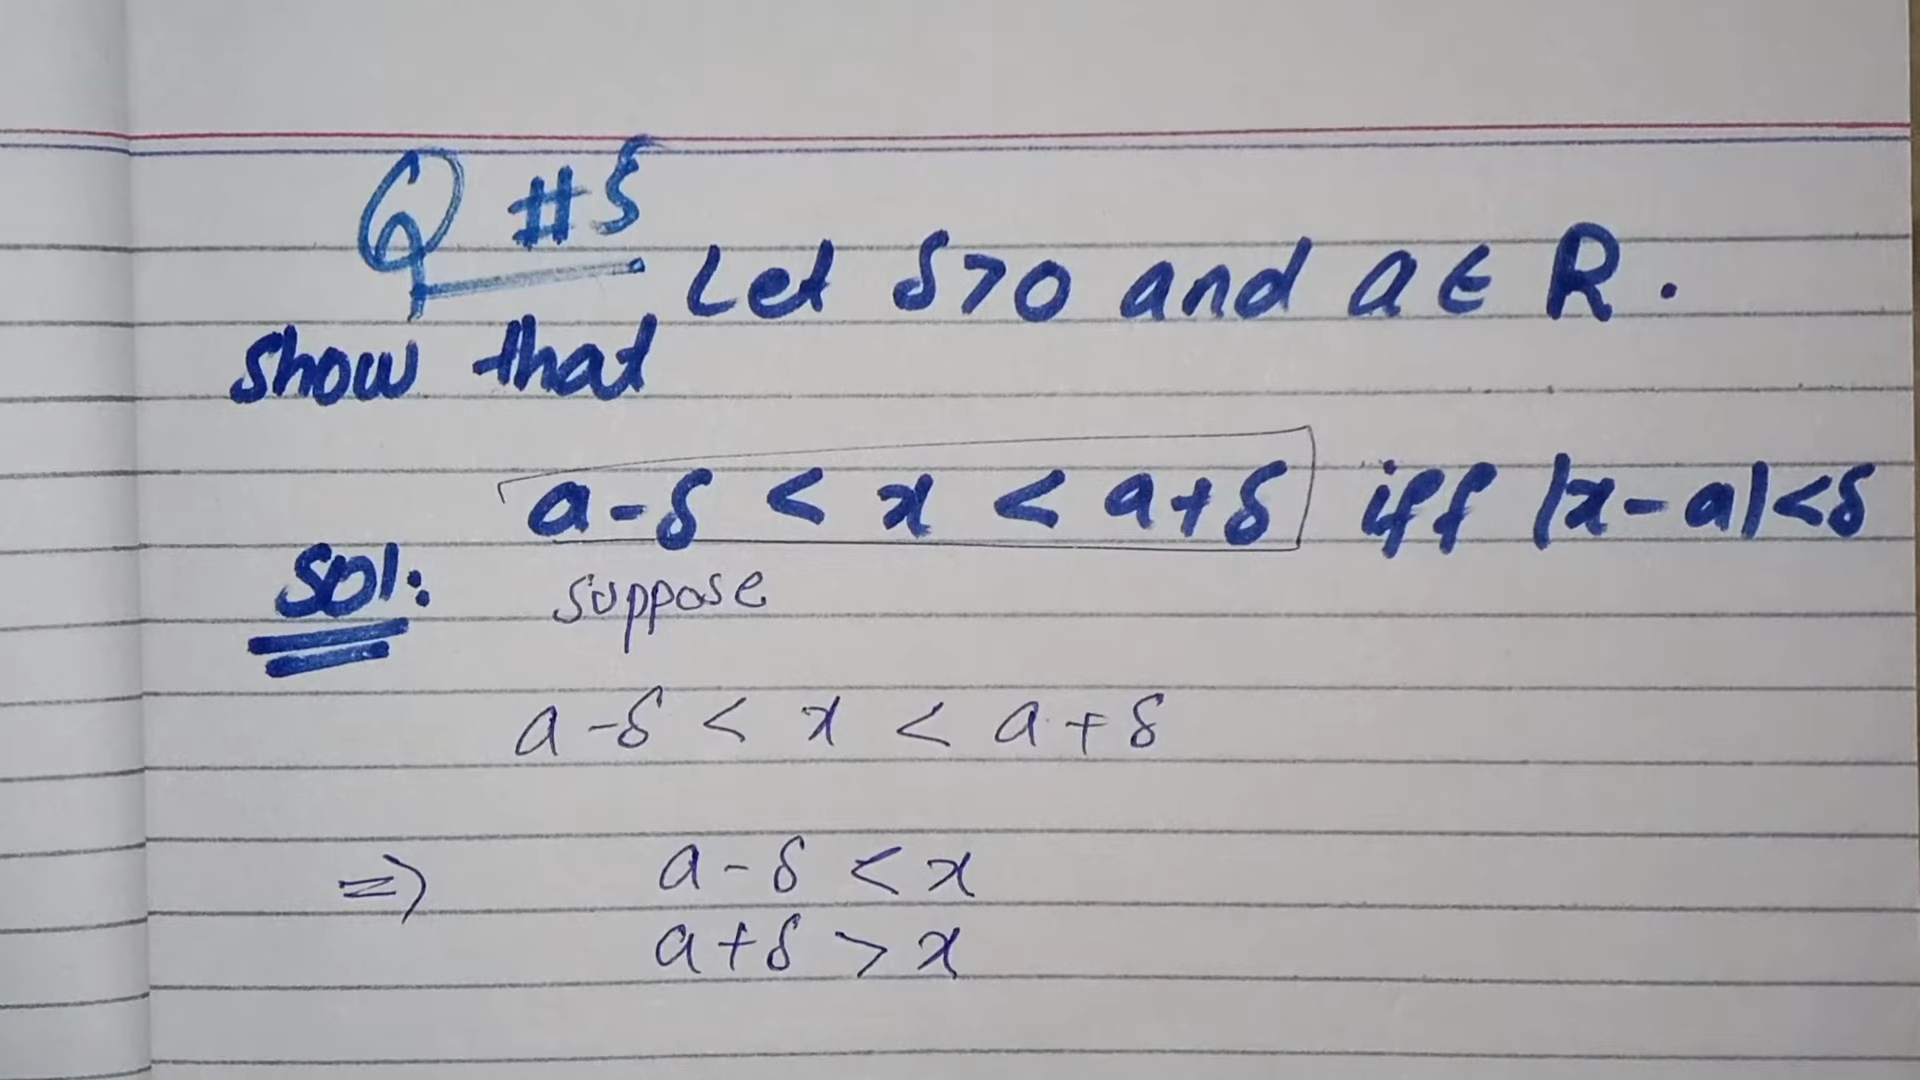 Q #5
Let δ>0 and a ∈ R.
show that
a-δ < x < a+δ iff |x-a|<δ
Sol:
suppose
a-δ < x < a+δ
⇒ a-δ < x
a+δ > x